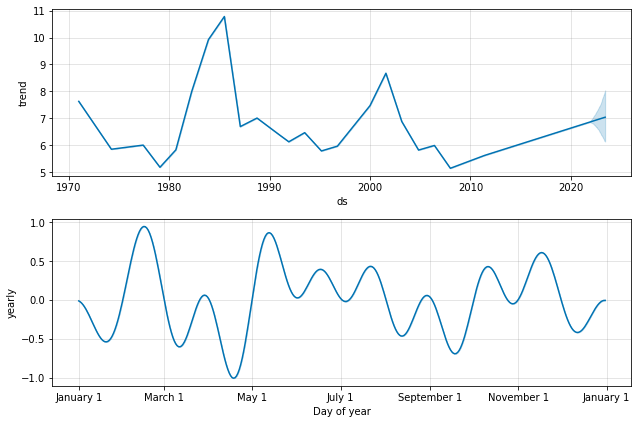 11
10
9
8
7
6
5
trend
1970 1980 1990 2000 2010 2020
ds
1.0
0.5
0.0
−0.5
−1.0
yearly
January 1 March 1 May 1 July 1 September 1 November 1 January 1
Day of year